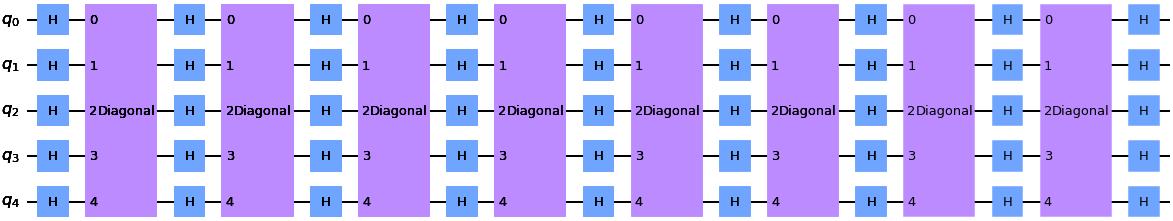 q0 H 0 H 0 H 0 H 0 H 0 H 0 H 0 H 0 H
q1 H 1 H 1 H 1 H 1 H 1 H 1 H 1 H 1 H
q2 H 2Diagonal H 2Diagonal H 2Diagonal H 2Diagonal H 2Diagonal H 2Diagonal H 2Diagonal H 2Diagonal H
q3 H 3 H 3 H 3 H 3 H 3 H 3 H 3 H 3 H
q4 H 4 H 4 H 4 H 4 H 4 H 4 H 4 H 4 H